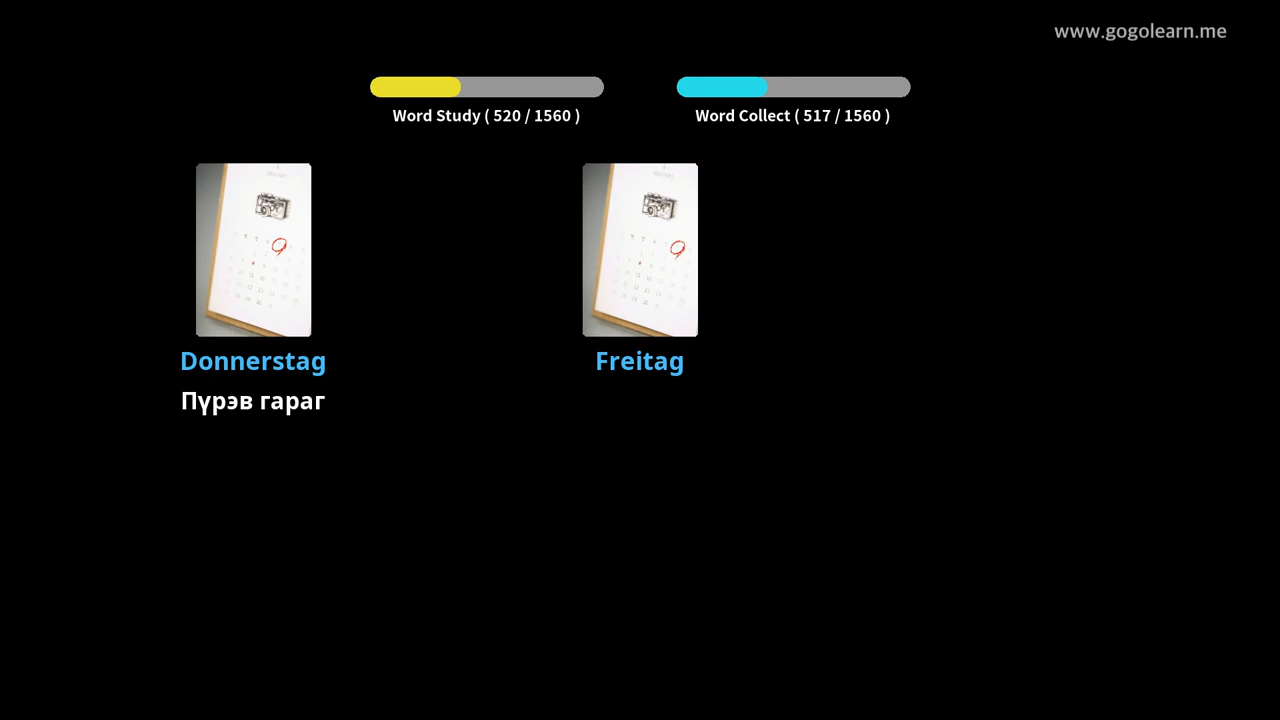 www.gogolearn.me
Word Study ( 520 / 1560 )
Word Collect ( 517 / 1560 )
Donnerstag
Freitag
Пүрэв гараг